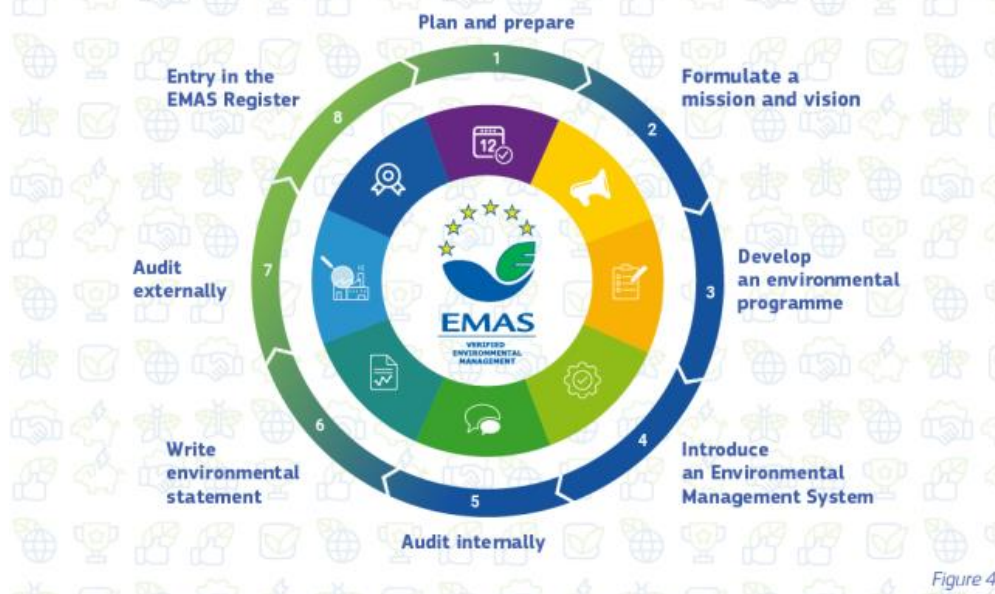 Plan and prepare
1
Formulate a
mission and vision
2
Develop
an environmental
programme
3
Introduce
an Environmental
Management System
4
Audit internally
5
Write
environmental
statement
6
Audit
externally
7
Entry in the
EMAS Register
8
12
EMAS
VERIFIED
ENVIRONMENTAL
MANAGEMENT
Figure 4